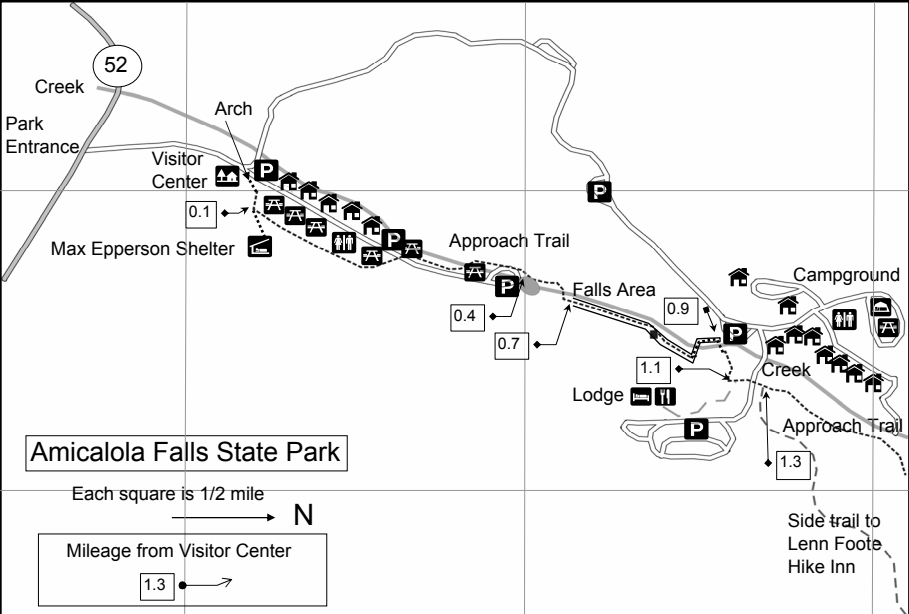 52
Creek
Arch
Park
Entrance
Visitor
Center
P
P
0.1
Max Epperson Shelter
P
Approach Trail
Campground
P
Falls Area
0.4
0.9
P
0.7
1.1
Creek
Lodge
P
Approach Trail
1.3
Amicalola Falls State Park
Each square is 1/2 mile
N
Side trail to
Lenn Foote
Hike Inn
Mileage from Visitor Center
1.3